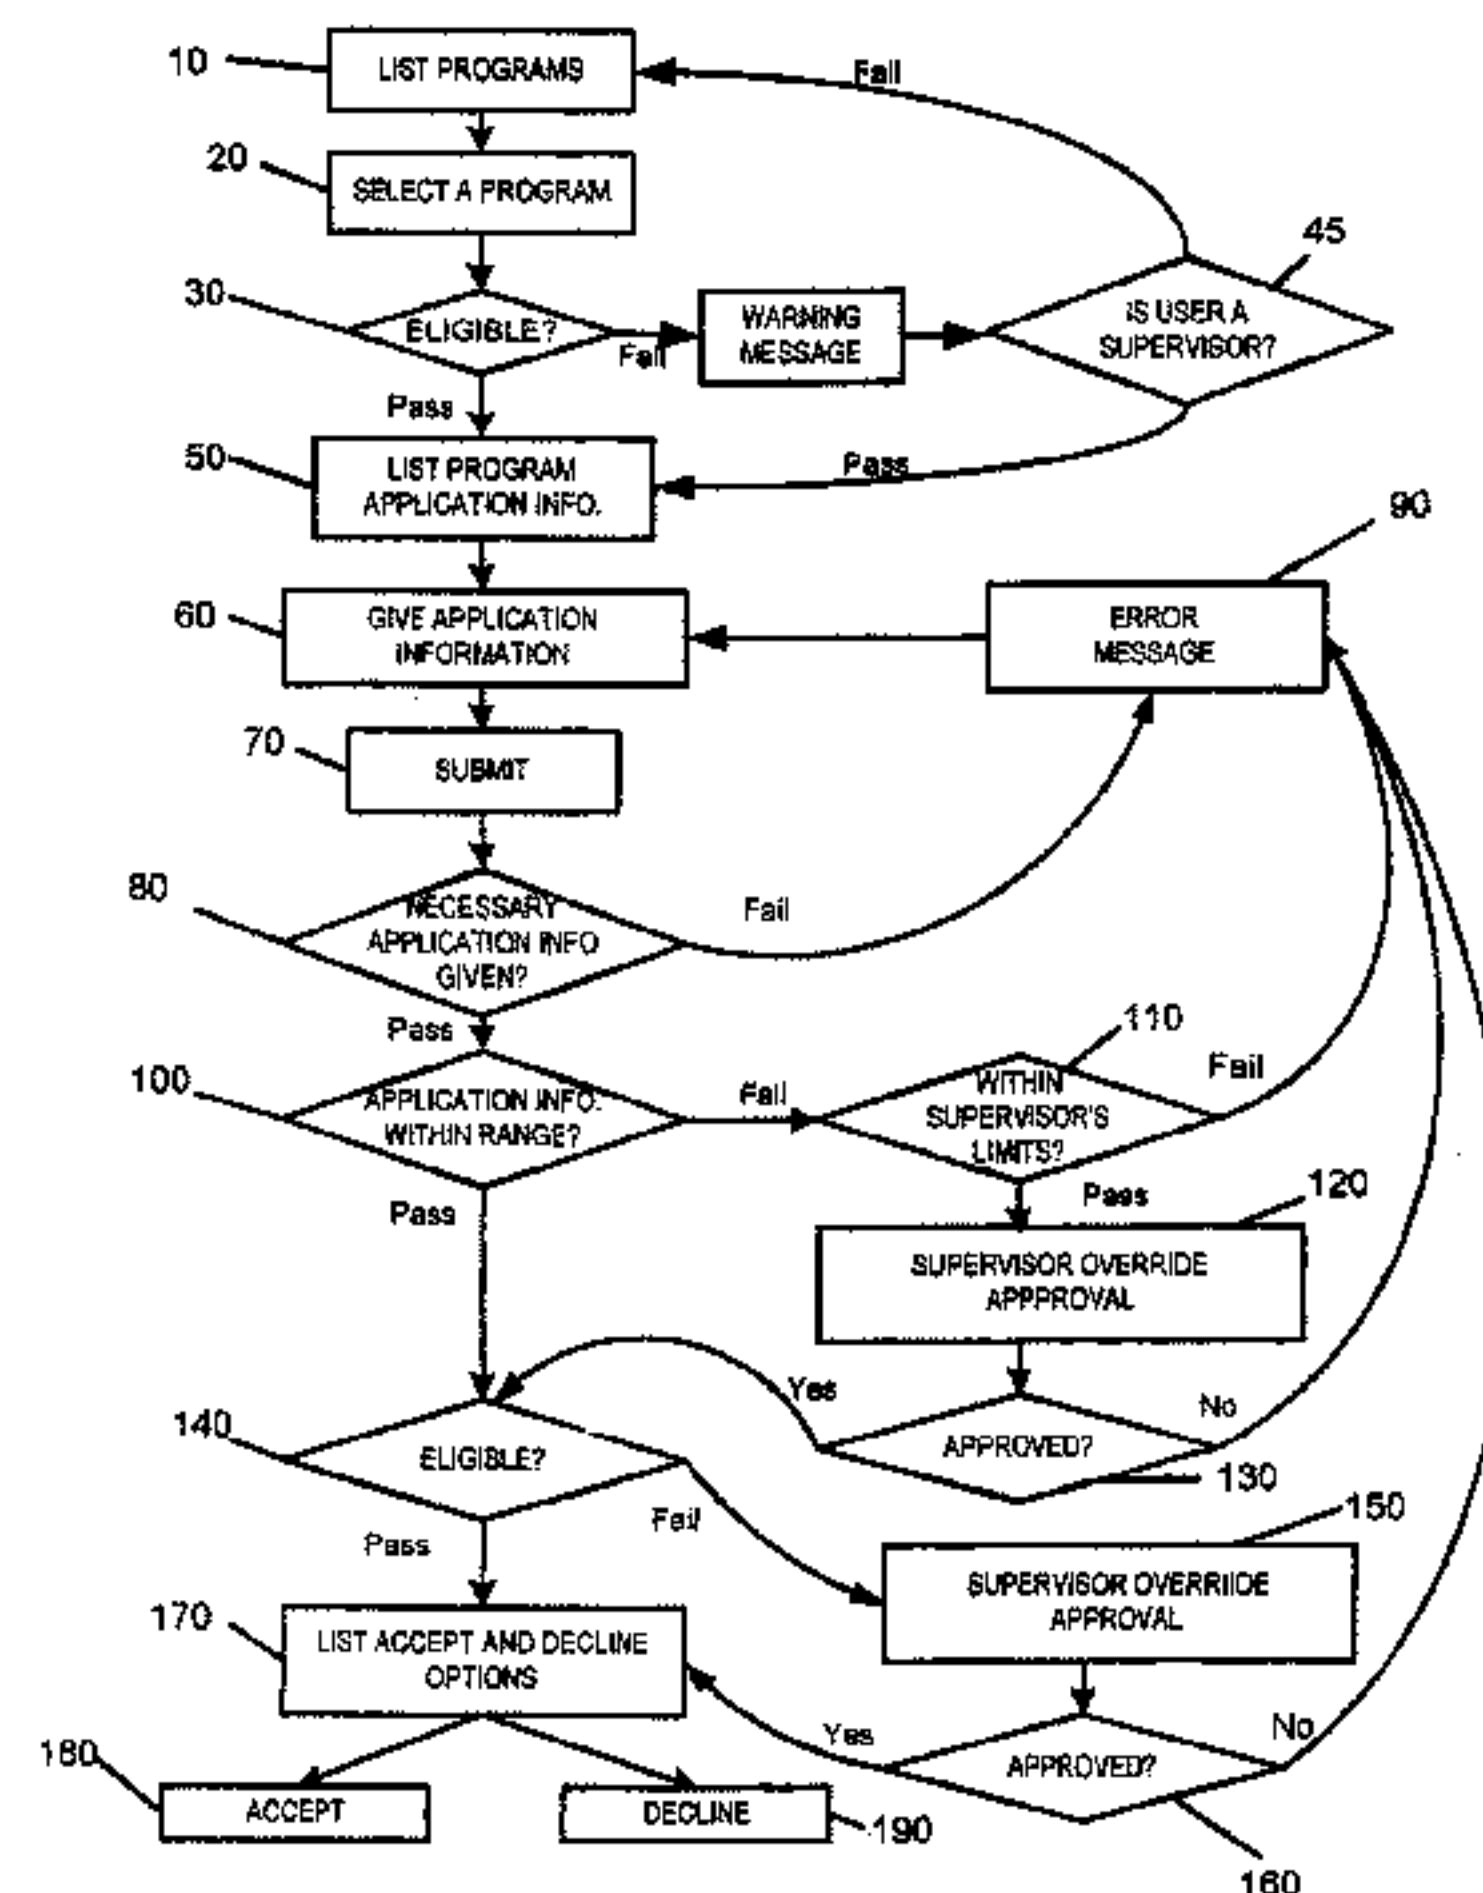 10
LIST PROGRAMS
Fail
20
SELECT A PROGRAM
45
30
ELIGIBLE?
Fail
WARNING
MESSAGE
IS USER A
SUPERVISOR?
Pass
50
LIST PROGRAM
APPLICATION INFO.
Pass
90
60
GIVE APPLICATION
INFORMATION
ERROR
MESSAGE
70
SUBMIT
80
NECESSARY
APPLICATION INFO
GIVEN?
Fail
Pass
100
APPLICATION INFO.
WITHIN RANGE?
Fail
110
WITHIN
SUPERVISOR'S
LIMITS?
Fail
Pass
Pass
120
SUPERVISOR OVERRIDE
APPPROVAL
140
ELIGIBLE?
Yes
APPROVED?
No
130
Fail
Pass
150
SUPERVISOR OVERRIIDE
APPROVAL
170
LIST ACCEPT AND DECLINE
OPTIONS
Yes
APPROVED?
No
180
ACCEPT
DECLINE
190
160